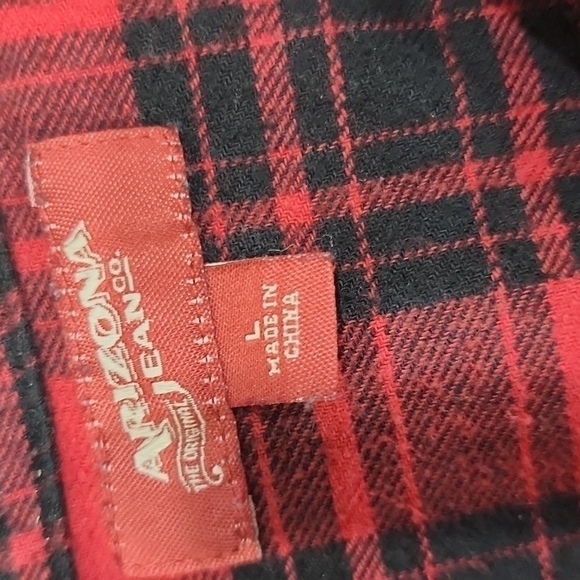 ARIZONA
JEAN CO.
THE ORIGINAL
L
MADE IN
CHINA